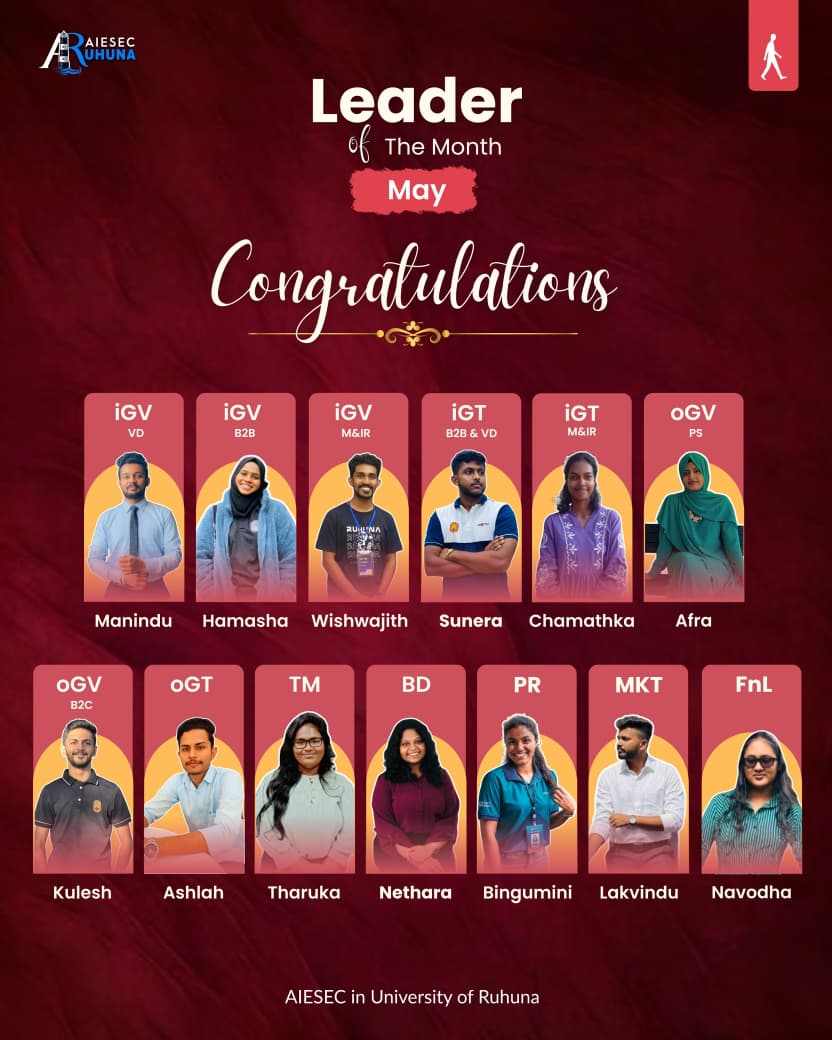 AIESEC
RUHUNA
Leader
of The Month
May
Congratulations
iGV
VD
iGV
B2B
iGV
M&IR
iGT
B2B & VD
iGT
M&IR
oGV
PS
RUHUNA
Manindu
Hamasha
Wishwajith
Sunera
Chamathka
Afra
oGV
B2C
oGT
TM
BD
PR
MKT
FnL
Kulesh
Ashlah
Tharuka
Nethara
Bingumini
Lakvindu
Navodha
AIESEC in University of Ruhuna